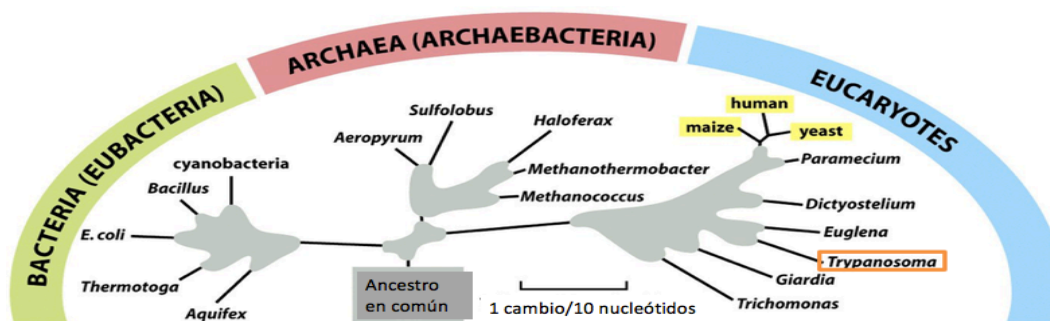 BACTERIA (EUBACTERIA)
ARCHAEA (ARCHAEBACTERIA)
EUCARYOTES
cyanobacteria
Bacillus
E. coli
Thermotoga
Aquifex
Sulfolobus
Aeropyrum
Haloferax
Methanothermobacter
Methanococcus
human
maize
yeast
Paramecium
Dictyostelium
Euglena
Trypanosoma
Giardia
Trichomonas
Ancestro
en común
1 cambio/10 nucleótidos